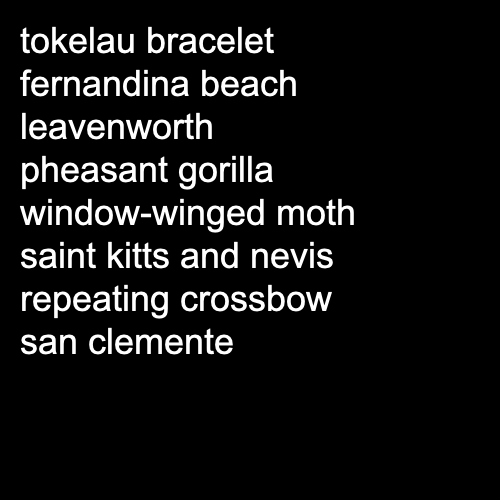 tokelau bracelet
fernandina beach
leavenworth
pheasant gorilla
window-winged moth
saint kitts and nevis
repeating crossbow
san clemente